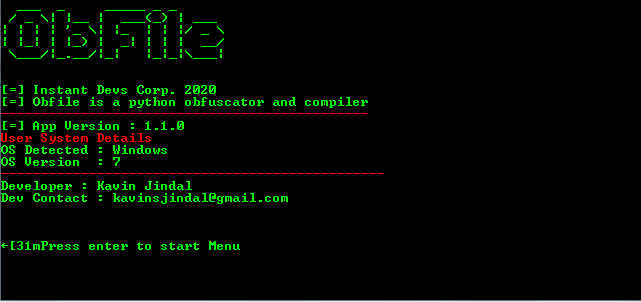 ObFile
[=] Instant Devs Corp. 2020
[=] Obfile is a python obfuscator and compiler
[=] App Version : 1.1.0
User System Details
OS Detected : Windows
OS Version  : 7
Developer : Kavin Jindal
Dev Contact : kavinsjindal@gmail.com
←[31mPress enter to start Menu